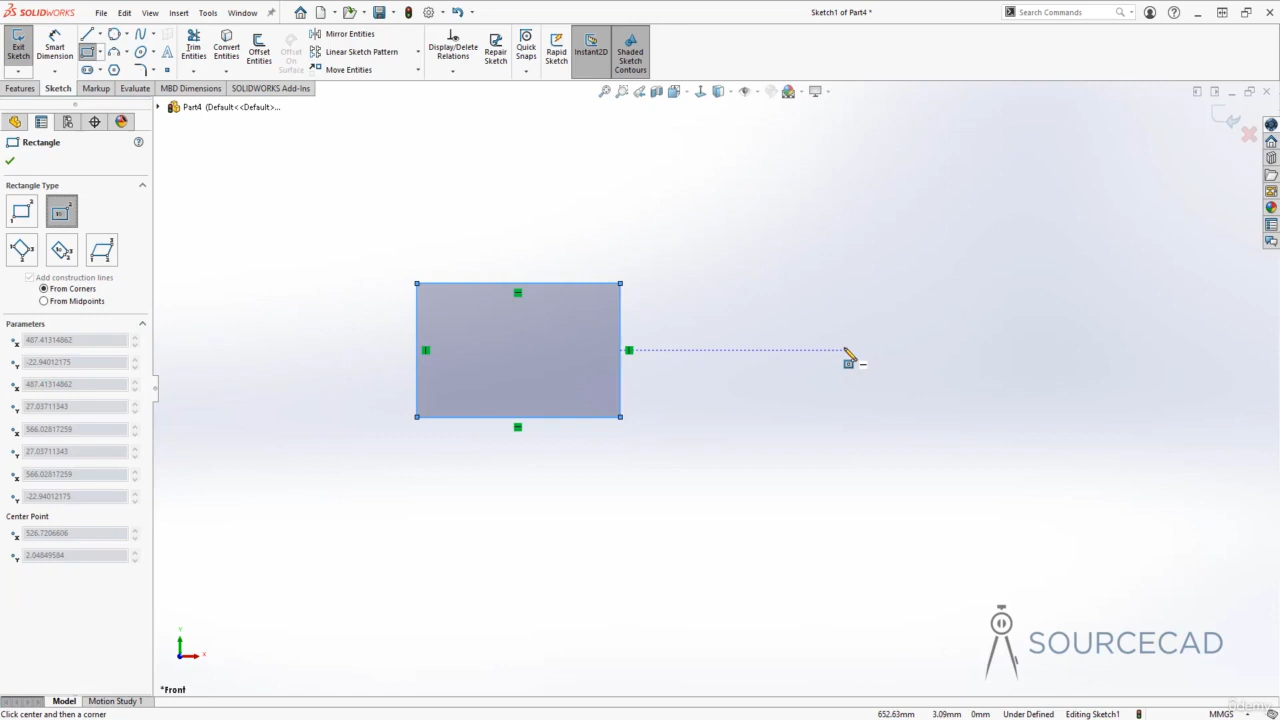 SOLIDWORKS File Edit View Insert Tools Window
Sketch1 of Part4 *
Search Commands
Exit Sketch
Smart Dimension
Trim Entities
Convert Entities
Offset Entities
Offset On Surface
Mirror Entities
Linear Sketch Pattern
Move Entities
Display/Delete Relations
Repair Sketch
Quick Snaps
Rapid Sketch
Instant2D
Shaded Sketch Contours
Features Sketch Markup Evaluate MBD Dimensions SOLIDWORKS Add-Ins
Part4 (Default<<Default>...
Rectangle
Rectangle Type
Add construction lines
From Corners
From Midpoints
Parameters
487.41314862
-22.94012175
487.41314862
27.03711343
566.02817259
27.03711343
566.02817259
-22.94012175
Center Point
526.7206606
2.04849584
Y
X
*Front
SOURCECAD
Model Motion Study 1
ûdemy
Click center and then a corner
652.63mm 3.09mm 0mm Under Defined Editing Sketch1 MMGS